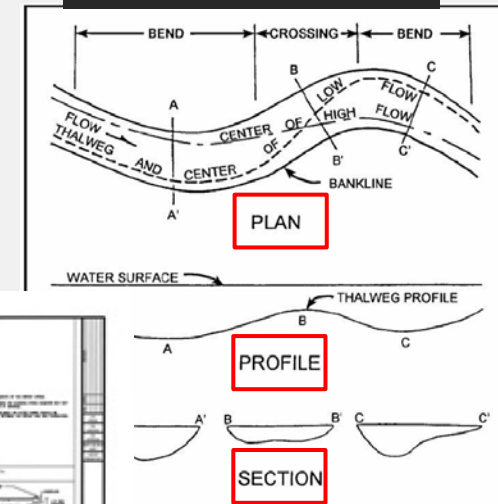 BEND CROSSING BEND
A B C
FLOW
THALWEG AND CENTER OF LOW FLOW
CENTER OF HIGH FLOW
A' B' C'
BANKLINE
PLAN
WATER SURFACE
THALWEG PROFILE
A B C
PROFILE
A' B B' C C'
SECTION